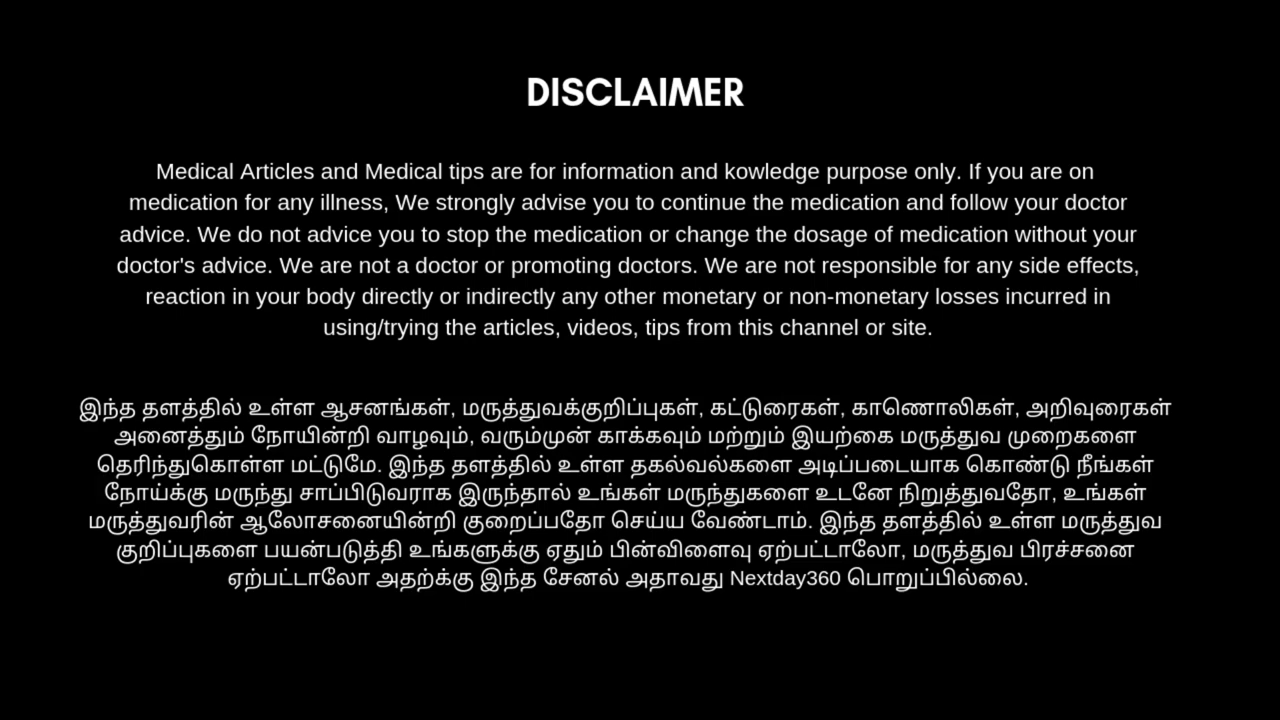 DISCLAIMER
Medical Articles and Medical tips are for information and kowledge purpose only. If you are on
medication for any illness, We strongly advise you to continue the medication and follow your doctor
advice. We do not advice you to stop the medication or change the dosage of medication without your
doctor's advice. We are not a doctor or promoting doctors. We are not responsible for any side effects,
reaction in your body directly or indirectly any other monetary or non-monetary losses incurred in
using/trying the articles, videos, tips from this channel or site.
இந்த தளத்தில் உள்ள ஆசனங்கள், மருத்துவக்குறிப்புகள், கட்டுரைகள், காணொலிகள், அறிவுரைகள்
அனைத்தும் நோயின்றி வாழவும், வரும்முன் காக்கவும் மற்றும் இயற்கை மருத்துவ முறைகளை
தெரிந்துகொள்ள மட்டுமே. இந்த தளத்தில் உள்ள தகல்வல்களை அடிப்படையாக கொண்டு நீங்கள்
நோய்க்கு மருந்து சாப்பிடுவராக இருந்தால் உங்கள் மருந்துகளை உடனே நிறுத்துவதோ, உங்கள்
மருத்துவரின் ஆலோசனையின்றி குறைப்பதோ செய்ய வேண்டாம். இந்த தளத்தில் உள்ள மருத்துவ
குறிப்புகளை பயன்படுத்தி உங்களுக்கு ஏதும் பின்விளைவு ஏற்பட்டாலோ, மருத்துவ பிரச்சனை
ஏற்பட்டாலோ அதற்க்கு இந்த சேனல் அதாவது Nextday360 பொறுப்பில்லை.